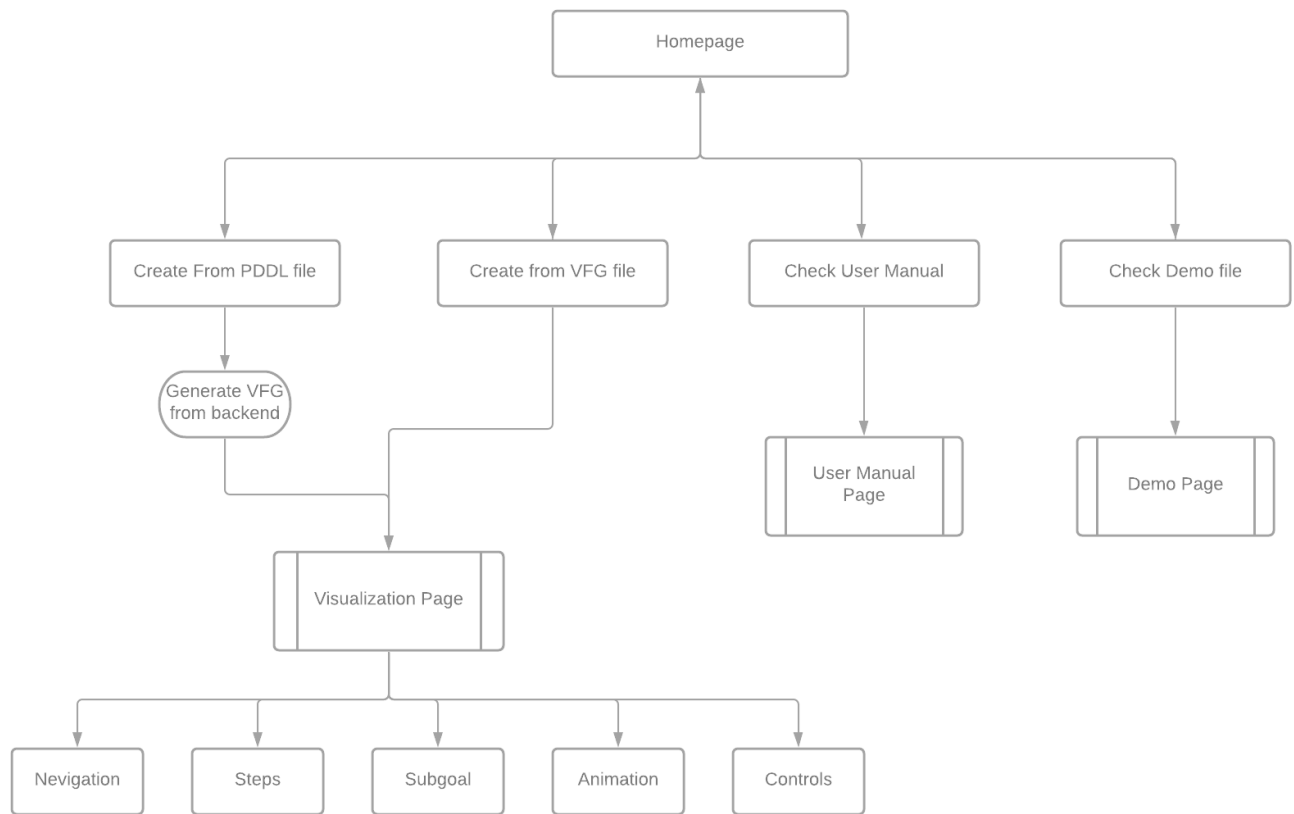 Homepage
Create From PDDL file
Create from VFG file
Check User Manual
Check Demo file
Generate VFG
from backend
User Manual
Page
Demo Page
Visualization Page
Nevigation
Steps
Subgoal
Animation
Controls